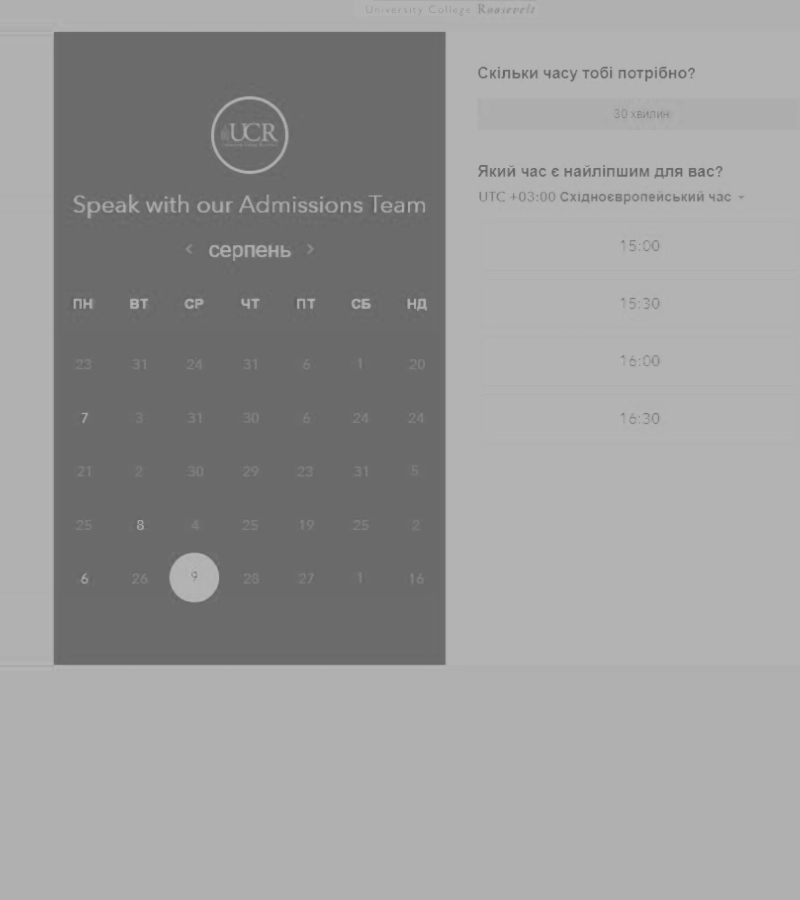 University College Roosevelt
UCR
Speak with our Admissions Team
< серпень >
ПН ВТ СР ЧТ ПТ СБ НД
23 31 24 31 6 1 20
7 3 31 30 6 24 24
21 2 30 29 23 31 5
25 8 4 25 19 25 2
6 26 9 28 27 1 16
Скільки часу тобі потрібно?
30 хвилин
Який час є найліпшим для вас?
UTC +03:00 Східноєвропейський час
15:00
15:30
16:00
16:30